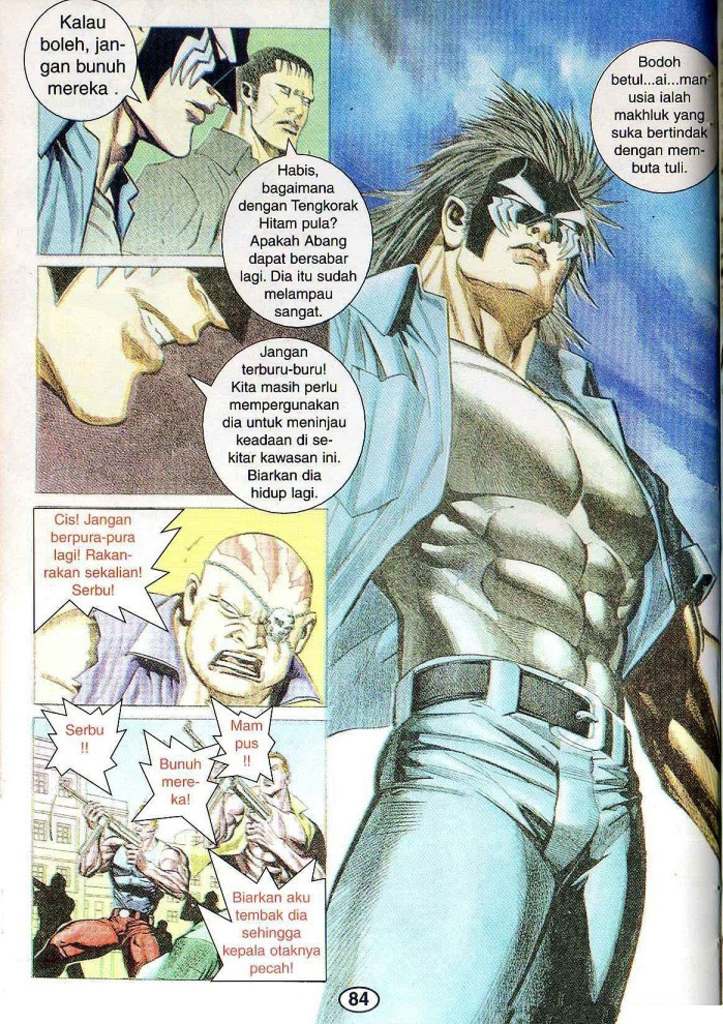 Kalau
boleh, jan-
gan bunuh
mereka .
Habis,
bagaimana
dengan Tengkorak
Hitam pula?
Apakah Abang
dapat bersabar
lagi. Dia itu sudah
melampau
sangat.
Bodoh
betul...ai...man-
usia ialah
makhluk yang
suka bertindak
dengan mem-
buta tuli.
Jangan
terburu-buru!
Kita masih perlu
mempergunakan
dia untuk meninjau
keadaan di se-
kitar kawasan ini.
Biarkan dia
hidup lagi.
Cis! Jangan
berpura-pura
lagi! Rakan-
rakan sekalian!
Serbu!
Serbu
!!
Bunuh
mere-
ka!
Mam
pus
!!
Biarkan aku
tembak dia
sehingga
kepala otaknya
pecah!
84